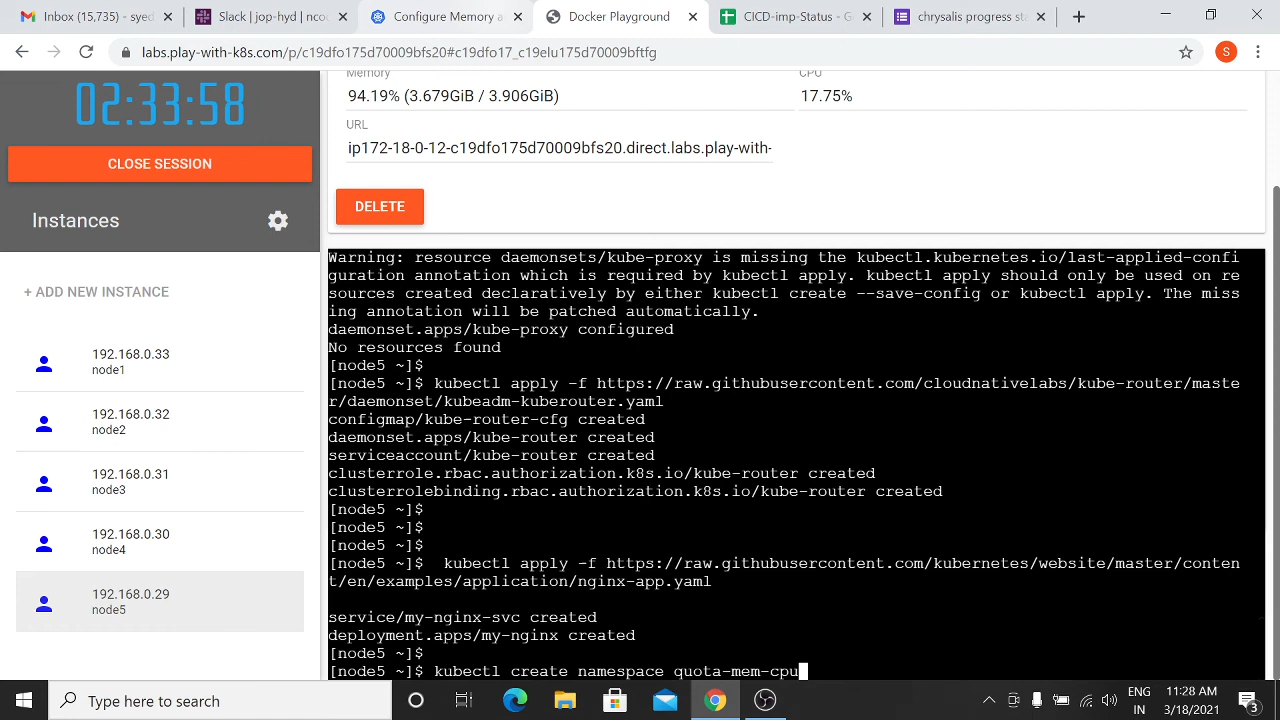 Inbox (15,735) - syed
Slack | jop-hyd | nco
Configure Memory a
Docker Playground
CICD-imp-Status - G
chrysalis progress sta
labs.play-with-k8s.com/p/c19dfo175d70009bfs20#c19dfo17_c19elu175d70009bftfg
S
02:33:58
CLOSE SESSION
Instances
+ ADD NEW INSTANCE
192.168.0.33
node1
192.168.0.32
node2
192.168.0.31
node3
192.168.0.30
node4
192.168.0.29
node5
Memory
94.19% (3.679GiB / 3.906GiB)
CPU
17.75%
URL
ip172-18-0-12-c19dfo175d70009bfs20.direct.labs.play-with-
DELETE
Warning: resource daemonsets/kube-proxy is missing the kubectl.kubernetes.io/last-applied-confi
guration annotation which is required by kubectl apply. kubectl apply should only be used on re
sources created declaratively by either kubectl create --save-config or kubectl apply. The miss
ing annotation will be patched automatically.
daemonset.apps/kube-proxy configured
No resources found
[node5 ~]$
[node5 ~]$ kubectl apply -f https://raw.githubusercontent.com/cloudnativelabs/kube-router/maste
r/daemonset/kubeadm-kuberouter.yaml
configmap/kube-router-cfg created
daemonset.apps/kube-router created
serviceaccount/kube-router created
clusterrole.rbac.authorization.k8s.io/kube-router created
clusterrolebinding.rbac.authorization.k8s.io/kube-router created
[node5 ~]$
[node5 ~]$
[node5 ~]$
[node5 ~]$  kubectl apply -f https://raw.githubusercontent.com/kubernetes/website/master/conten
t/en/examples/application/nginx-app.yaml
service/my-nginx-svc created
deployment.apps/my-nginx created
[node5 ~]$
[node5 ~]$ kubectl create namespace quota-mem-cpu
Type here to search
ENG
IN
11:28 AM
3/18/2021
3